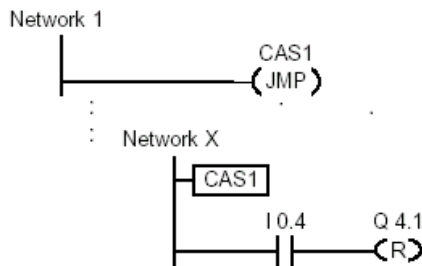 Network 1
CAS1
JMP
Network X
CAS1
I 0.4 Q 4.1
R